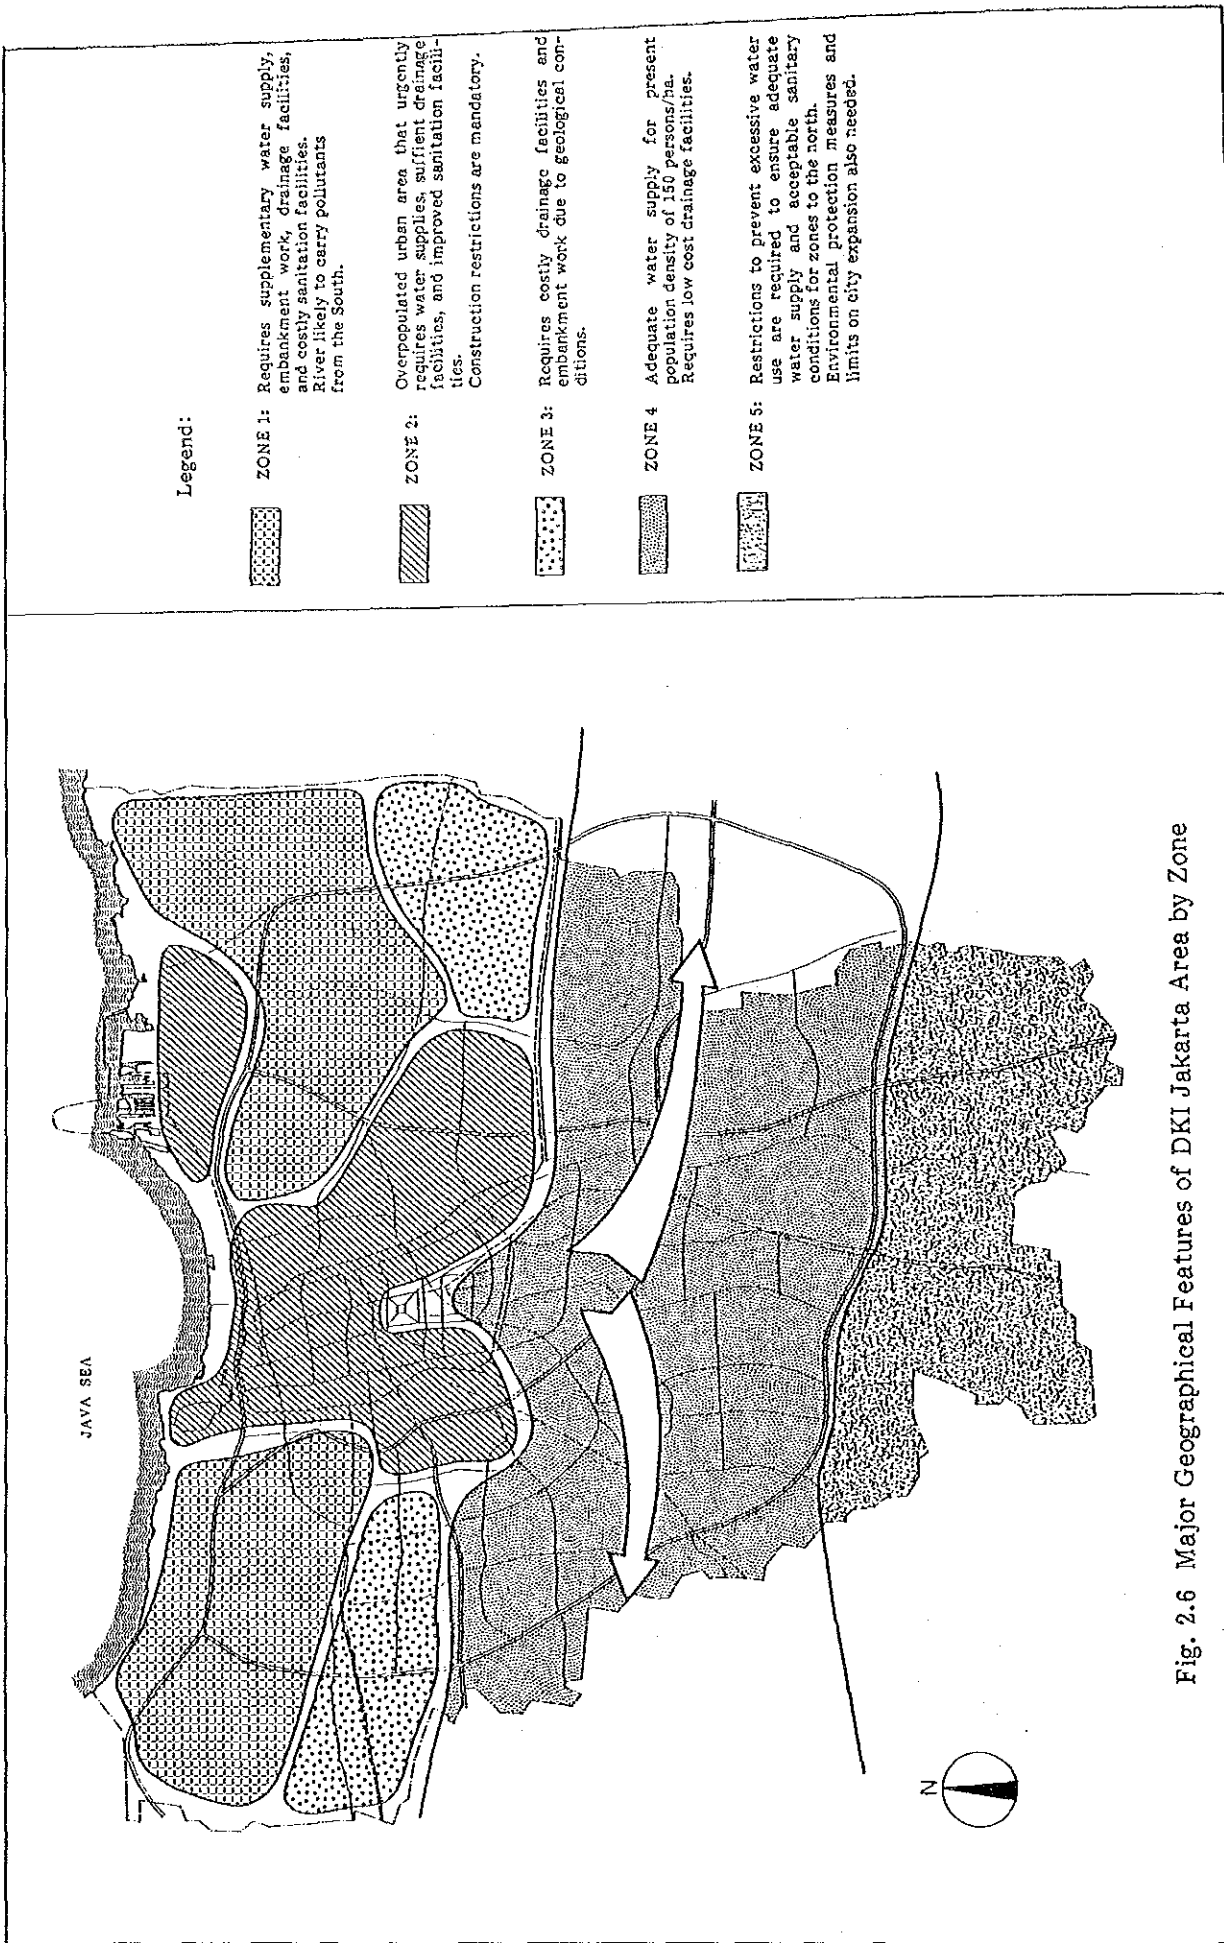 JAVA SEA
N
Legend:
ZONE 1: Requires supplementary water supply,
embankment work, drainage facilities,
and costly sanitation facilities.
River likely to carry pollutants
from the South.
ZONE 2: Overpopulated urban area that urgently
requires water supplies, suffient drainage
facilities, and improved sanitation facili-
ties.
Construction restrictions are mandatory.
ZONE 3: Requires costly drainage facilities and
embankment work due to geological con-
ditions.
ZONE 4 Adequate water supply for present
population density of 150 persons/ha.
Requires low cost drainage facilities.
ZONE 5: Restrictions to prevent excessive water
use are required to ensure adequate
water supply and acceptable sanitary
conditions for zones to the north.
Environmental protection measures and
limits on city expansion also needed.
Fig. 2.6 Major Geographical Features of DKI Jakarta Area by Zone